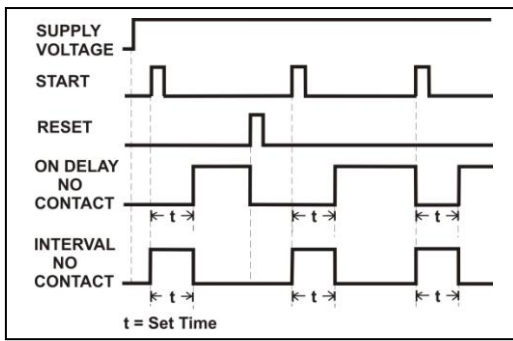 SUPPLY
VOLTAGE
START
RESET
ON DELAY
NO
CONTACT
t t t
INTERVAL
NO
CONTACT
t t t
t = Set Time